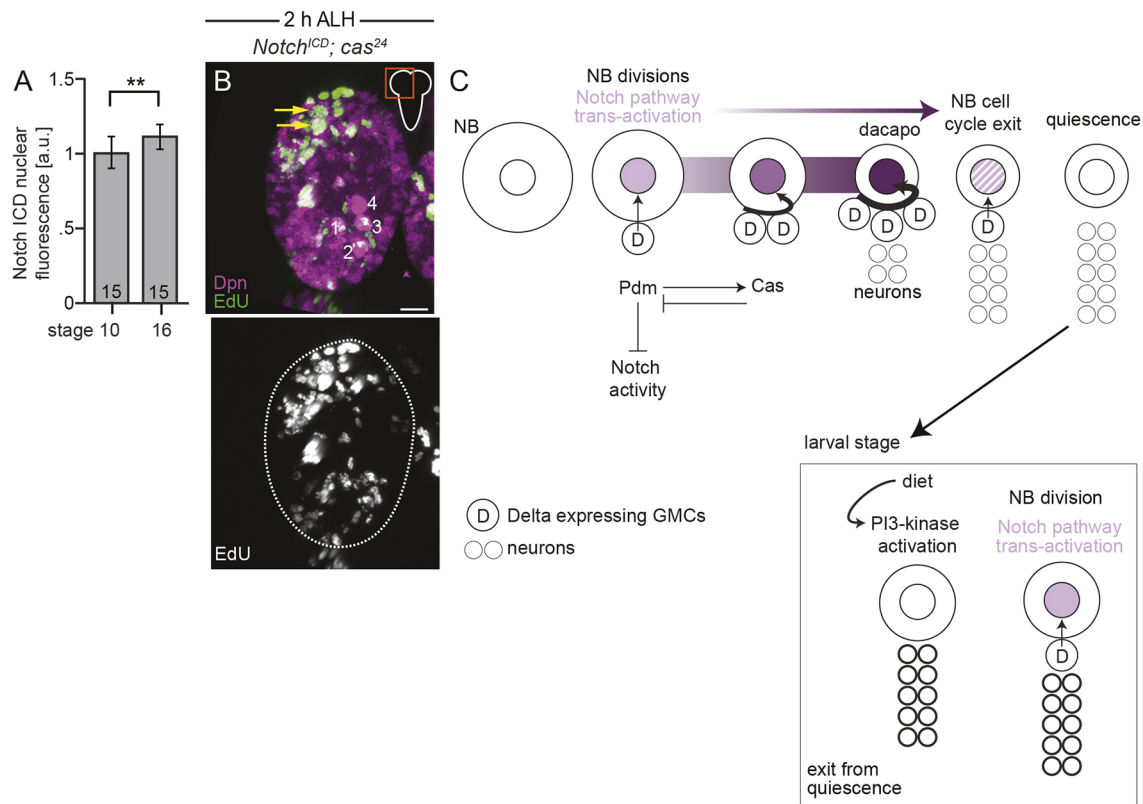 2 h ALH
Notch^ICD; cas^24
A
1.5
1
.5
0
Notch ICD nuclear
fluorescence [a.u.]
**
15
15
stage 10
16
B
4
1
3
2
Dpn
EdU
EdU
C
NB divisions
Notch pathway
trans-activation
NB
dacapo
NB cell
cycle exit
quiescence
D
D D
D D D
D
neurons
Pdm
Cas
Notch
activity
D Delta expressing GMCs
neurons
larval stage
diet
PI3-kinase
activation
NB division
Notch pathway
trans-activation
D
exit from
quiescence